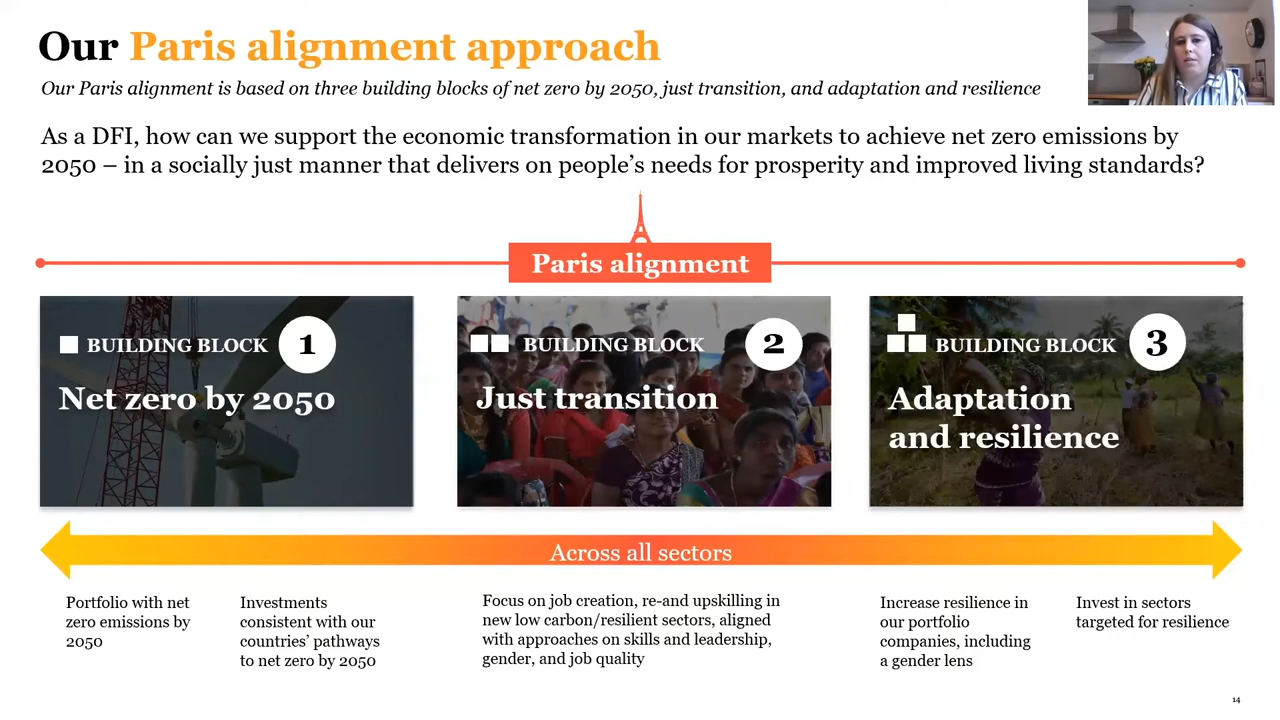 Our Paris alignment approach
Our Paris alignment is based on three building blocks of net zero by 2050, just transition, and adaptation and resilience
As a DFI, how can we support the economic transformation in our markets to achieve net zero emissions by
2050 – in a socially just manner that delivers on people's needs for prosperity and improved living standards?
Paris alignment
BUILDING BLOCK 1
Net zero by 2050
BUILDING BLOCK 2
Just transition
BUILDING BLOCK 3
Adaptation
and resilience
Across all sectors
Portfolio with net
zero emissions by
2050
Investments
consistent with our
countries' pathways
to net zero by 2050
Focus on job creation, re-and upskilling in
new low carbon/resilient sectors, aligned
with approaches on skills and leadership,
gender, and job quality
Increase resilience in
our portfolio
companies, including
a gender lens
Invest in sectors
targeted for resilience
14